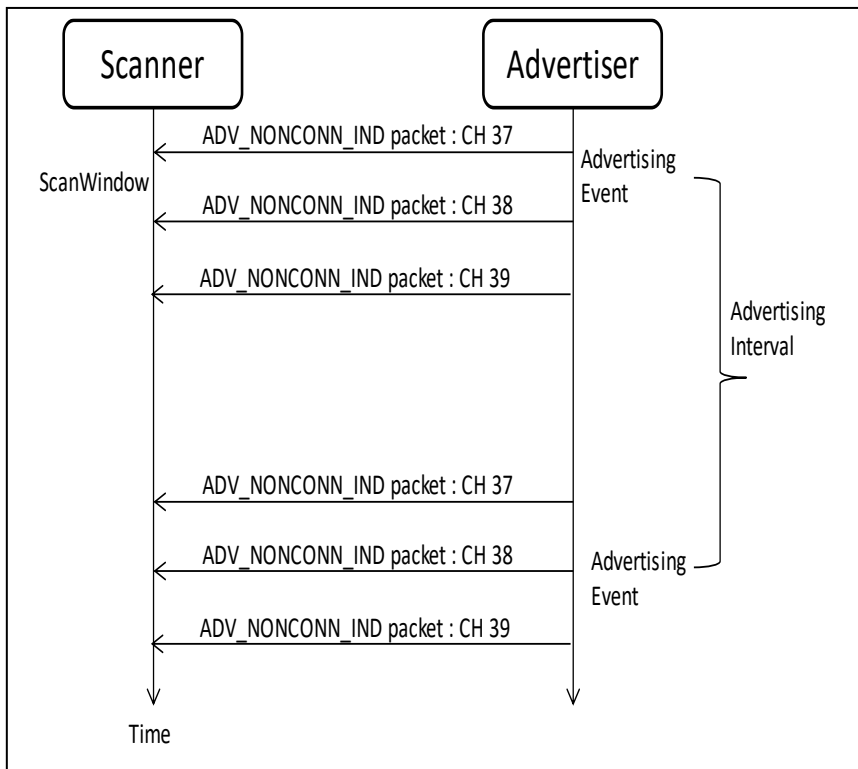 Scanner
Advertiser
ADV_NONCONN_IND packet : CH 37
Advertising
Event
ScanWindow
ADV_NONCONN_IND packet : CH 38
ADV_NONCONN_IND packet : CH 39
Advertising
Interval
ADV_NONCONN_IND packet : CH 37
ADV_NONCONN_IND packet : CH 38
Advertising
Event
ADV_NONCONN_IND packet : CH 39
Time